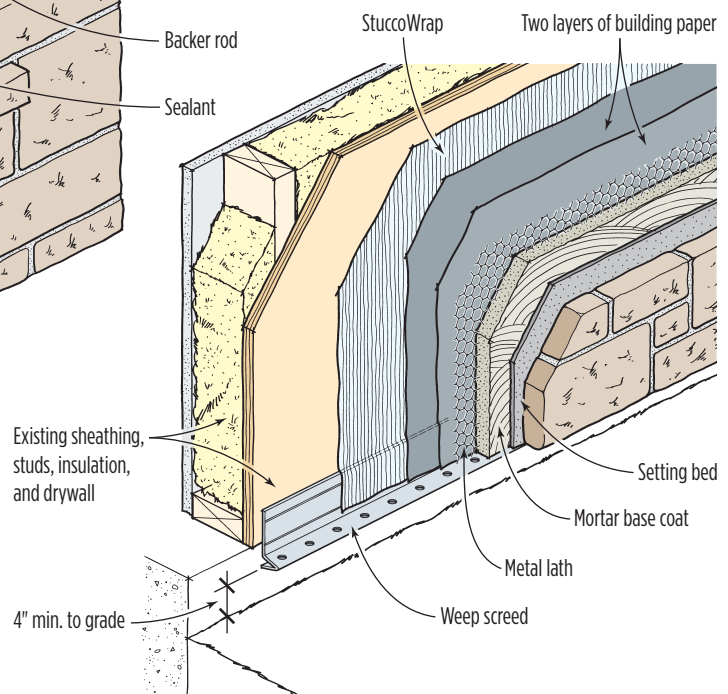 Backer rod
Sealant
StuccoWrap
Two layers of building paper
Existing sheathing,
studs, insulation,
and drywall
4" min. to grade
Setting bed
Mortar base coat
Metal lath
Weep screed